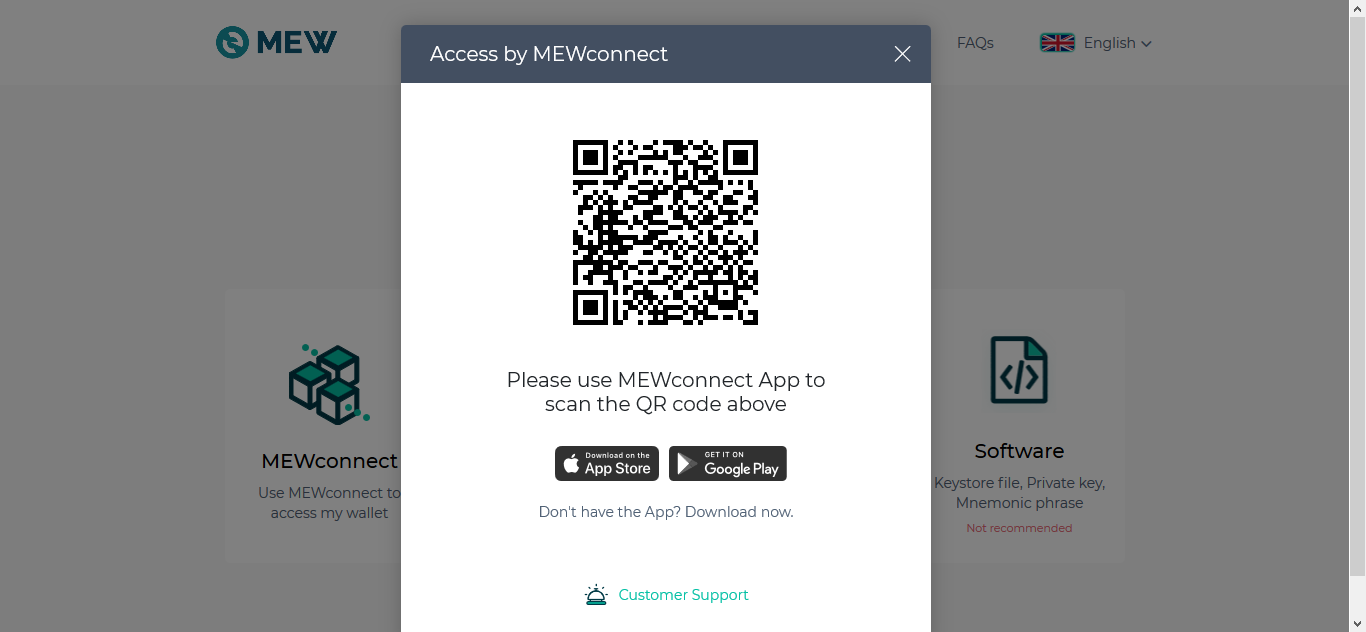 MEW
Access by MEWconnect
FAQs
English
Please use MEWconnect App to
scan the QR code above
Download on the
App Store
GET IT ON
Google Play
Don't have the App? Download now.
Customer Support
MEWconnect
Use MEWconnect to
access my wallet
Software
Keystore file, Private key,
Mnemonic phrase
Not recommended